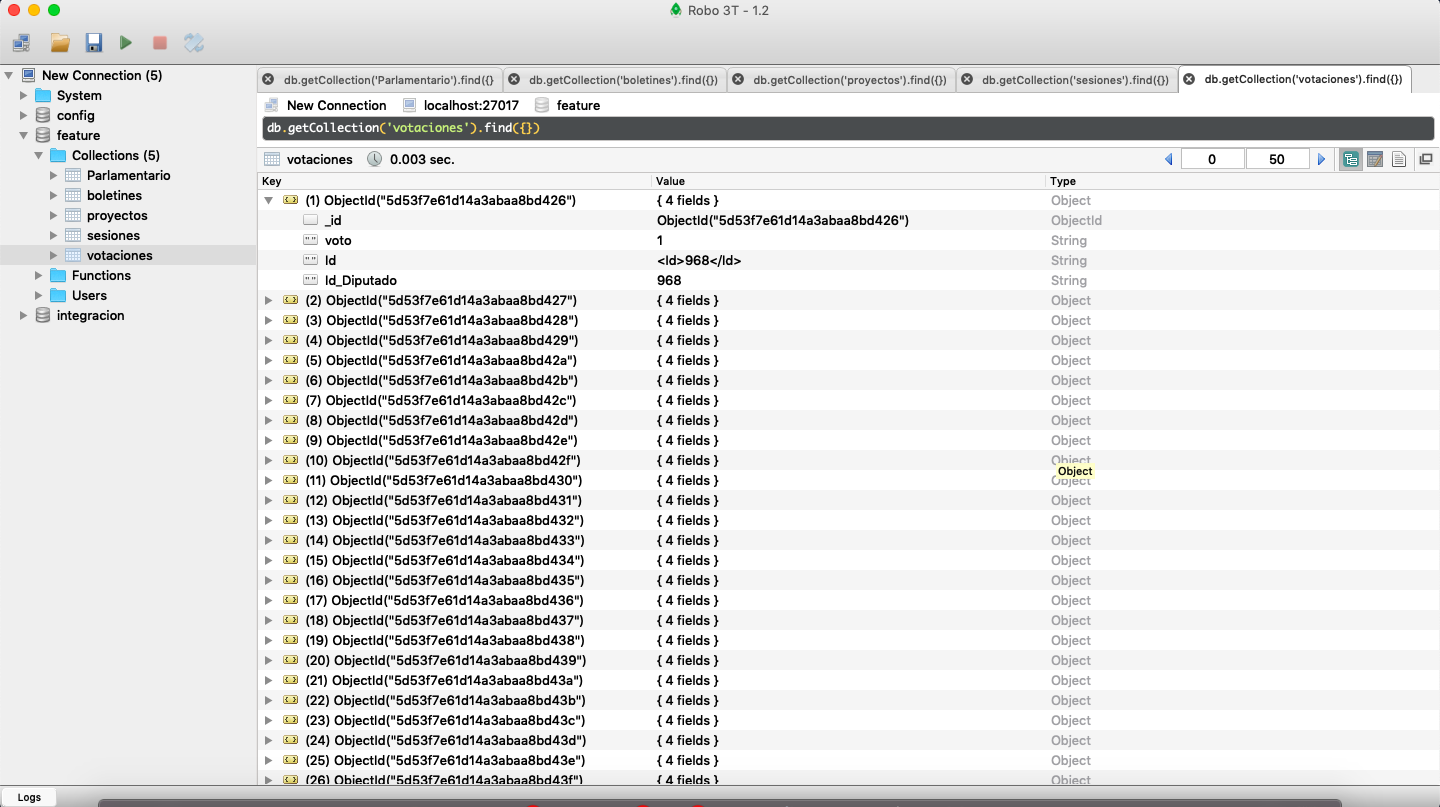 Robo 3T - 1.2
New Connection (5)
System
config
feature
Collections (5)
Parlamentario
boletines
proyectos
sesiones
votaciones
Functions
Users
integracion
db.getCollection('Parlamentario').find({} db.getCollection('boletines').find({}) db.getCollection('proyectos').find({}) db.getCollection('sesiones').find({}) db.getCollection('votaciones').find({})
New Connection localhost:27017 feature
db.getCollection('votaciones').find({})
votaciones 0.003 sec. 0 50
Key Value Type
(1) ObjectId("5d53f7e61d14a3abaa8bd426") { 4 fields } Object
_id ObjectId("5d53f7e61d14a3abaa8bd426") ObjectId
voto 1 String
Id <Id>968</Id> String
Id_Diputado 968 String
(2) ObjectId("5d53f7e61d14a3abaa8bd427") { 4 fields } Object
(3) ObjectId("5d53f7e61d14a3abaa8bd428") { 4 fields } Object
(4) ObjectId("5d53f7e61d14a3abaa8bd429") { 4 fields } Object
(5) ObjectId("5d53f7e61d14a3abaa8bd42a") { 4 fields } Object
(6) ObjectId("5d53f7e61d14a3abaa8bd42b") { 4 fields } Object
(7) ObjectId("5d53f7e61d14a3abaa8bd42c") { 4 fields } Object
(8) ObjectId("5d53f7e61d14a3abaa8bd42d") { 4 fields } Object
(9) ObjectId("5d53f7e61d14a3abaa8bd42e") { 4 fields } Object
(10) ObjectId("5d53f7e61d14a3abaa8bd42f") { 4 fields } Object
Object
(11) ObjectId("5d53f7e61d14a3abaa8bd430") { 4 fields } Object
(12) ObjectId("5d53f7e61d14a3abaa8bd431") { 4 fields } Object
(13) ObjectId("5d53f7e61d14a3abaa8bd432") { 4 fields } Object
(14) ObjectId("5d53f7e61d14a3abaa8bd433") { 4 fields } Object
(15) ObjectId("5d53f7e61d14a3abaa8bd434") { 4 fields } Object
(16) ObjectId("5d53f7e61d14a3abaa8bd435") { 4 fields } Object
(17) ObjectId("5d53f7e61d14a3abaa8bd436") { 4 fields } Object
(18) ObjectId("5d53f7e61d14a3abaa8bd437") { 4 fields } Object
(19) ObjectId("5d53f7e61d14a3abaa8bd438") { 4 fields } Object
(20) ObjectId("5d53f7e61d14a3abaa8bd439") { 4 fields } Object
(21) ObjectId("5d53f7e61d14a3abaa8bd43a") { 4 fields } Object
(22) ObjectId("5d53f7e61d14a3abaa8bd43b") { 4 fields } Object
(23) ObjectId("5d53f7e61d14a3abaa8bd43c") { 4 fields } Object
(24) ObjectId("5d53f7e61d14a3abaa8bd43d") { 4 fields } Object
(25) ObjectId("5d53f7e61d14a3abaa8bd43e") { 4 fields } Object
(26) ObjectId("5d53f7e61d14a3abaa8bd43f") { 4 fields } Object
Logs